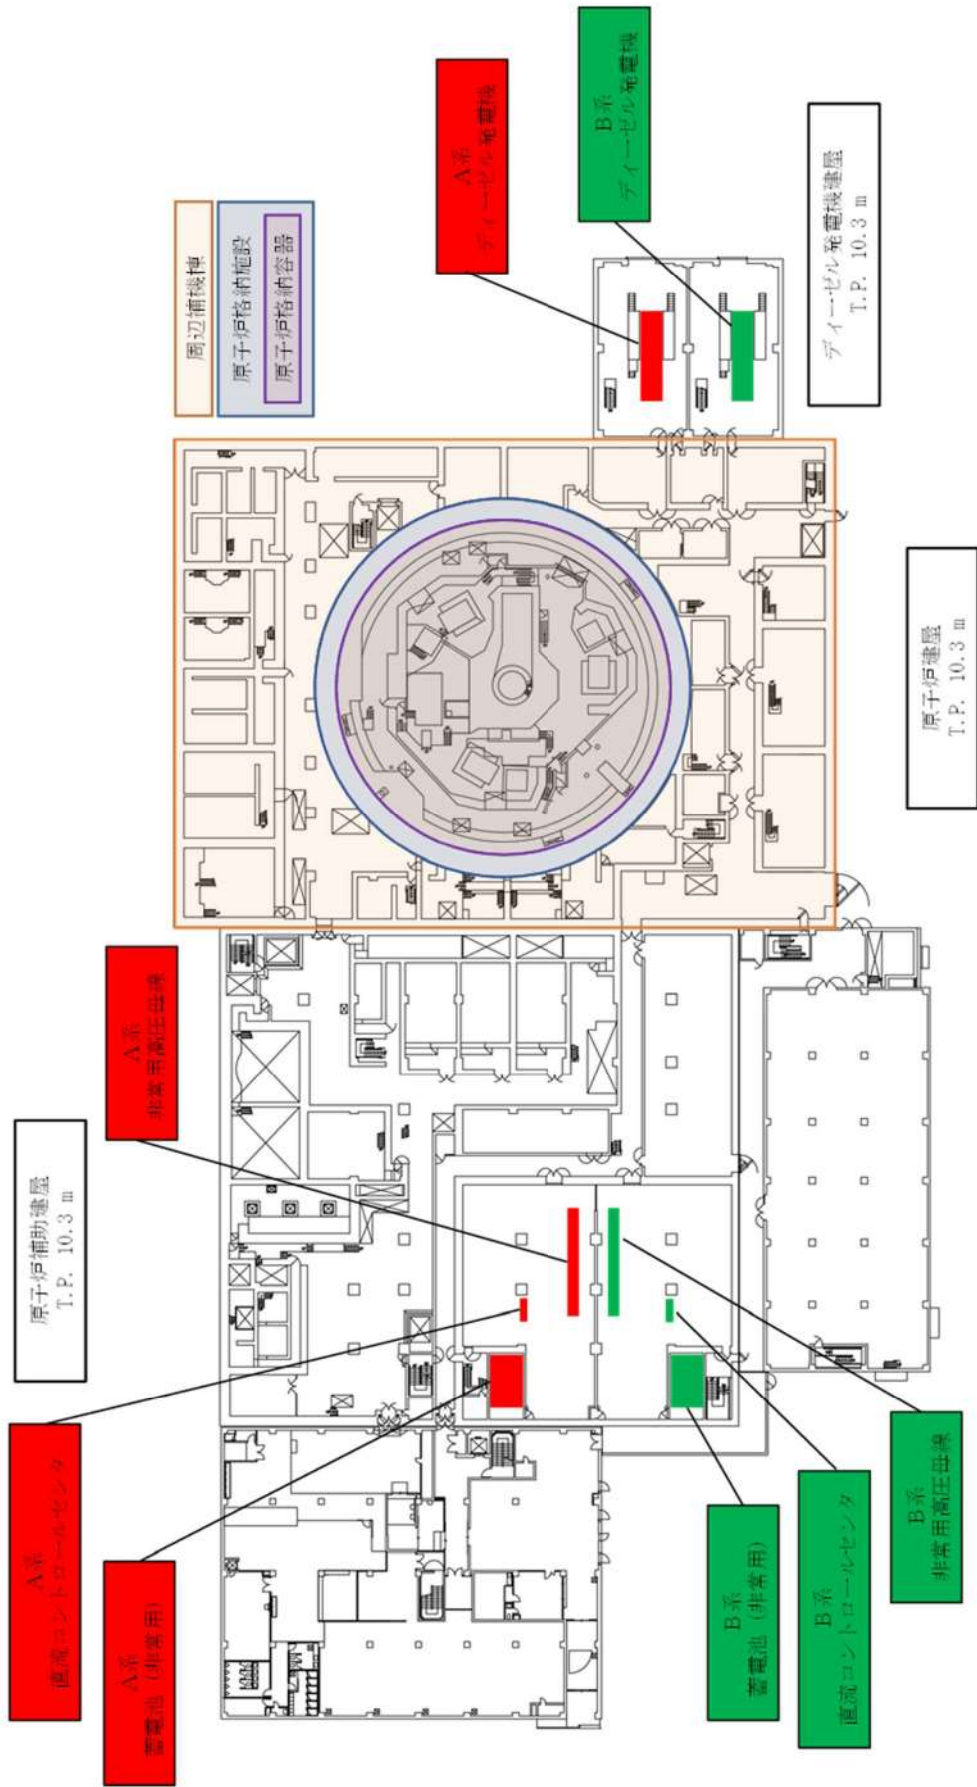 A系
直流コントロールセンタ
A系
蓄電池（非常用）
原子炉補助建屋
T.P. 10.3 m
A系
非常用高圧母線
周辺補機棟
原子炉格納施設
原子炉格納容器
A系
ディーゼル発電機
B系
ディーゼル発電機
B系
蓄電池（非常用）
B系
直流コントロールセンタ
B系
非常用高圧母線
原子炉建屋
T.P. 10.3 m
ディーゼル発電機建屋
T.P. 10.3 m